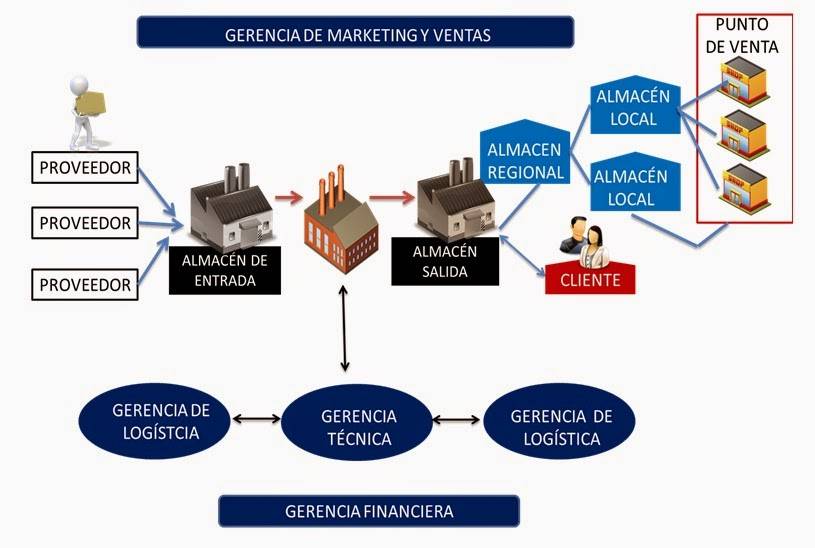 GERENCIA DE MARKETING Y VENTAS
PUNTO
DE VENTA
SHOP
SHOP
SHOP
ALMACÉN
LOCAL
ALMACEN
REGIONAL
ALMACÉN
LOCAL
PROVEEDOR
PROVEEDOR
PROVEEDOR
ALMACÉN DE
ENTRADA
ALMACÉN
SALIDA
CLIENTE
GERENCIA DE
LOGÍSTCIA
GERENCIA
TÉCNICA
GERENCIA DE
LOGÍSTICA
GERENCIA FINANCIERA